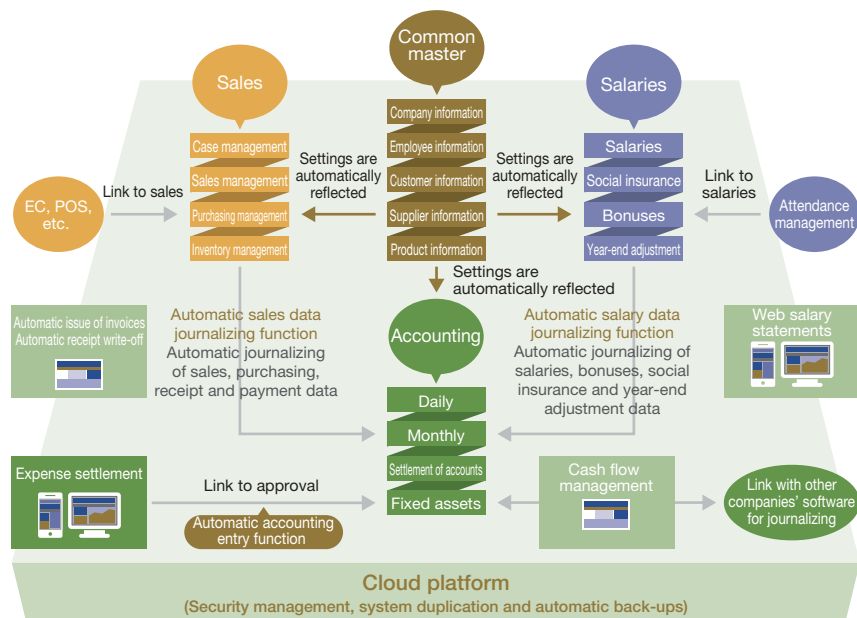 Common
master
Sales
Salaries
Company information
Case management
Employee information
Salaries
Settings are
automatically
reflected
Settings are
automatically
reflected
Sales management
Customer information
Social insurance
Link to sales
Link to
salaries
EC, POS,
etc.
Purchasing management
Supplier information
Bonuses
Attendance
management
Inventory management
Product information
Year-end adjustment
Settings are
automatically reflected
Automatic issue of invoices
Automatic receipt write-off
Automatic sales data
journalizing function
Automatic journalizing
of sales, purchasing,
receipt and payment data
Accounting
Automatic salary data
journalizing function
Automatic journalizing of
salaries, bonuses, social
insurance and year-end
adjustment data
Web salary
statements
Daily
Monthly
Settlement of accounts
Fixed assets
Expense settlement
Link to approval
Automatic accounting
entry function
Cash flow
management
Link with other
companies’ software
for journalizing
Cloud platform
(Security management, system duplication and automatic back-ups)